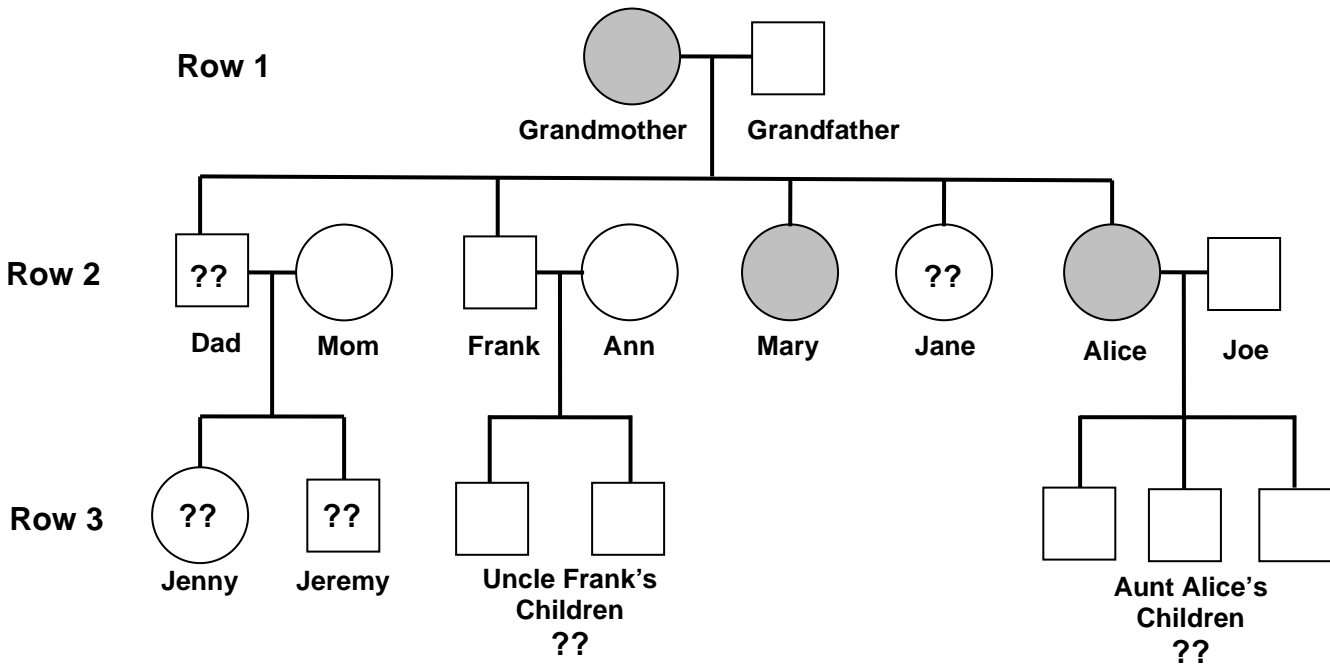 Row 1
Grandmother
Grandfather
Row 2
??
??
Dad
Mom
Frank
Ann
Mary
Jane
Alice
Joe
Row 3
??
??
Jenny
Jeremy
Uncle Frank's
Children
??
Aunt Alice's
Children
??